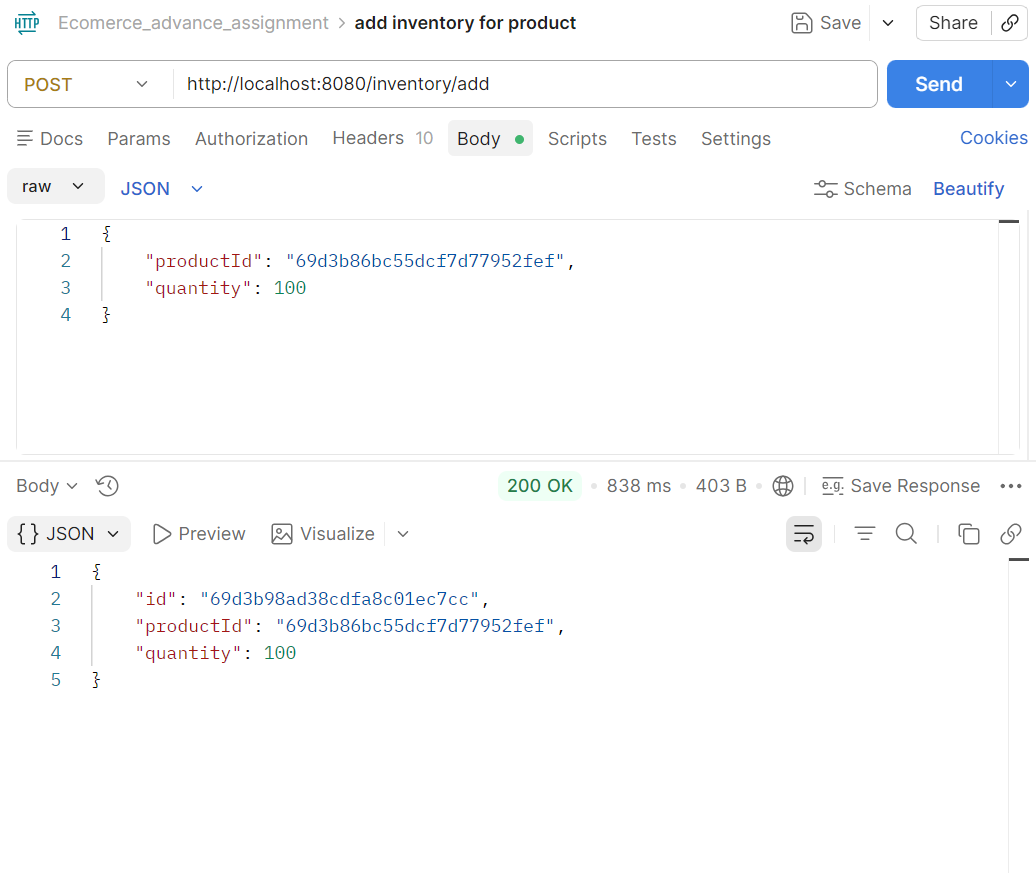 HTTP Ecomerce_advance_assignment > add inventory for product Save Share
POST http://localhost:8080/inventory/add Send
Docs Params Authorization Headers 10 Body Scripts Tests Settings Cookies
raw JSON Schema Beautify
1 {
2 "productId": "69d3b86bc55dcf7d77952fef",
3 "quantity": 100
4 }
Body 200 OK • 838 ms • 403 B • e.g. Save Response
{} JSON Preview Visualize
1 {
2 "id": "69d3b98ad38cdfa8c01ec7cc",
3 "productId": "69d3b86bc55dcf7d77952fef",
4 "quantity": 100
5 }